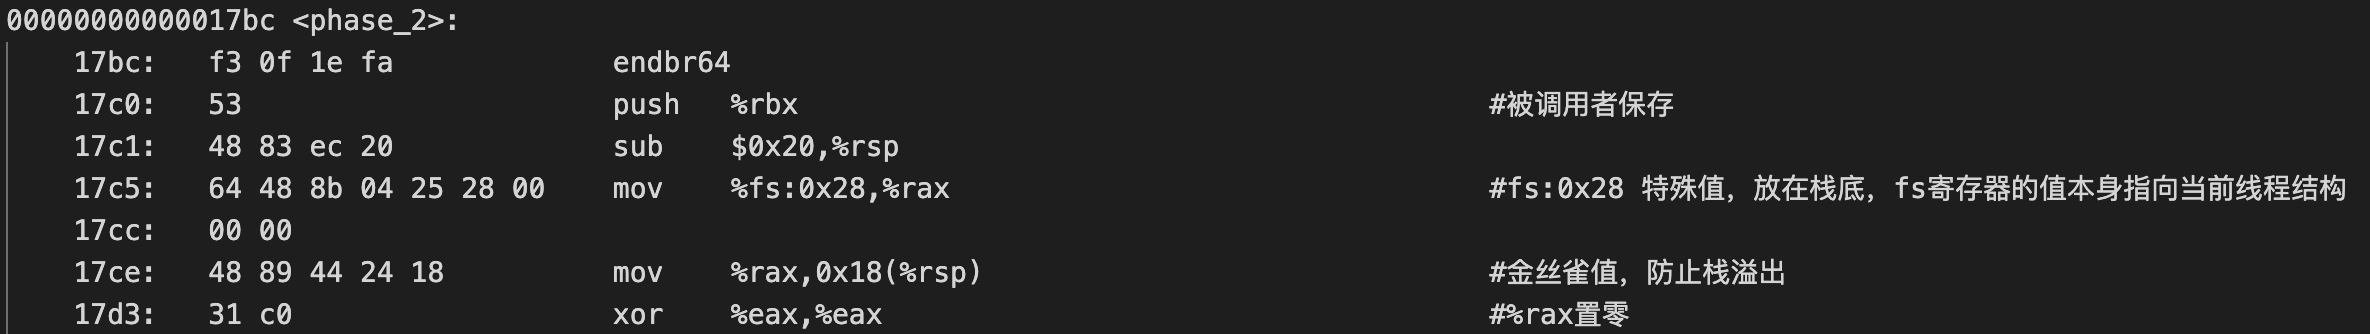 00000000000017bc <phase_2>:
17bc: f3 0f 1e fa endbr64
17c0: 53 push %rbx #被调用者保存
17c1: 48 83 ec 20 sub $0x20,%rsp
17c5: 64 48 8b 04 25 28 00 mov %fs:0x28,%rax #fs:0x28 特殊值，放在栈底，fs寄存器的值本身指向当前线程结构
17cc: 00 00
17ce: 48 89 44 24 18 mov %rax,0x18(%rsp) #金丝雀值，防止栈溢出
17d3: 31 c0 xor %eax,%eax #%rax置零